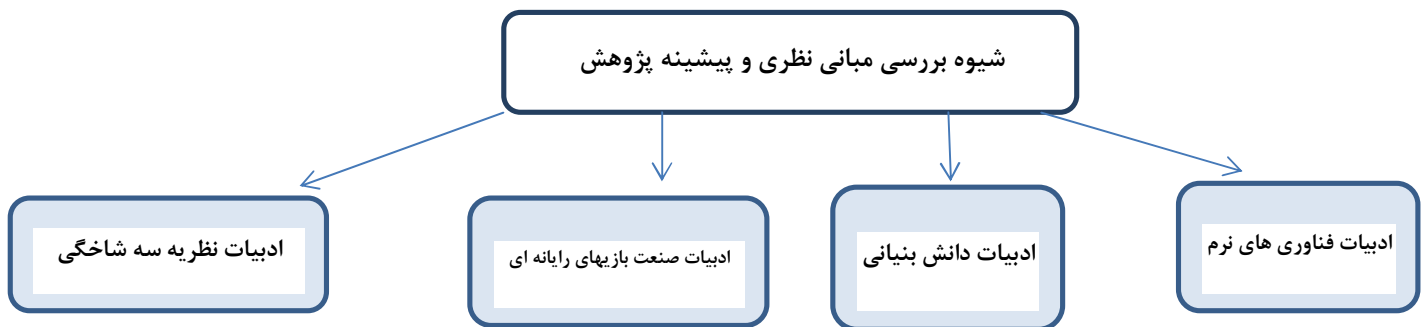 شیوه بررسی مبانی نظری و پیشینه پژوهش
ادبیات فناوری های نرم
ادبیات دانش بنیانی
ادبیات صنعت بازیهای رایانه ای
ادبیات نظریه سه شاخگی